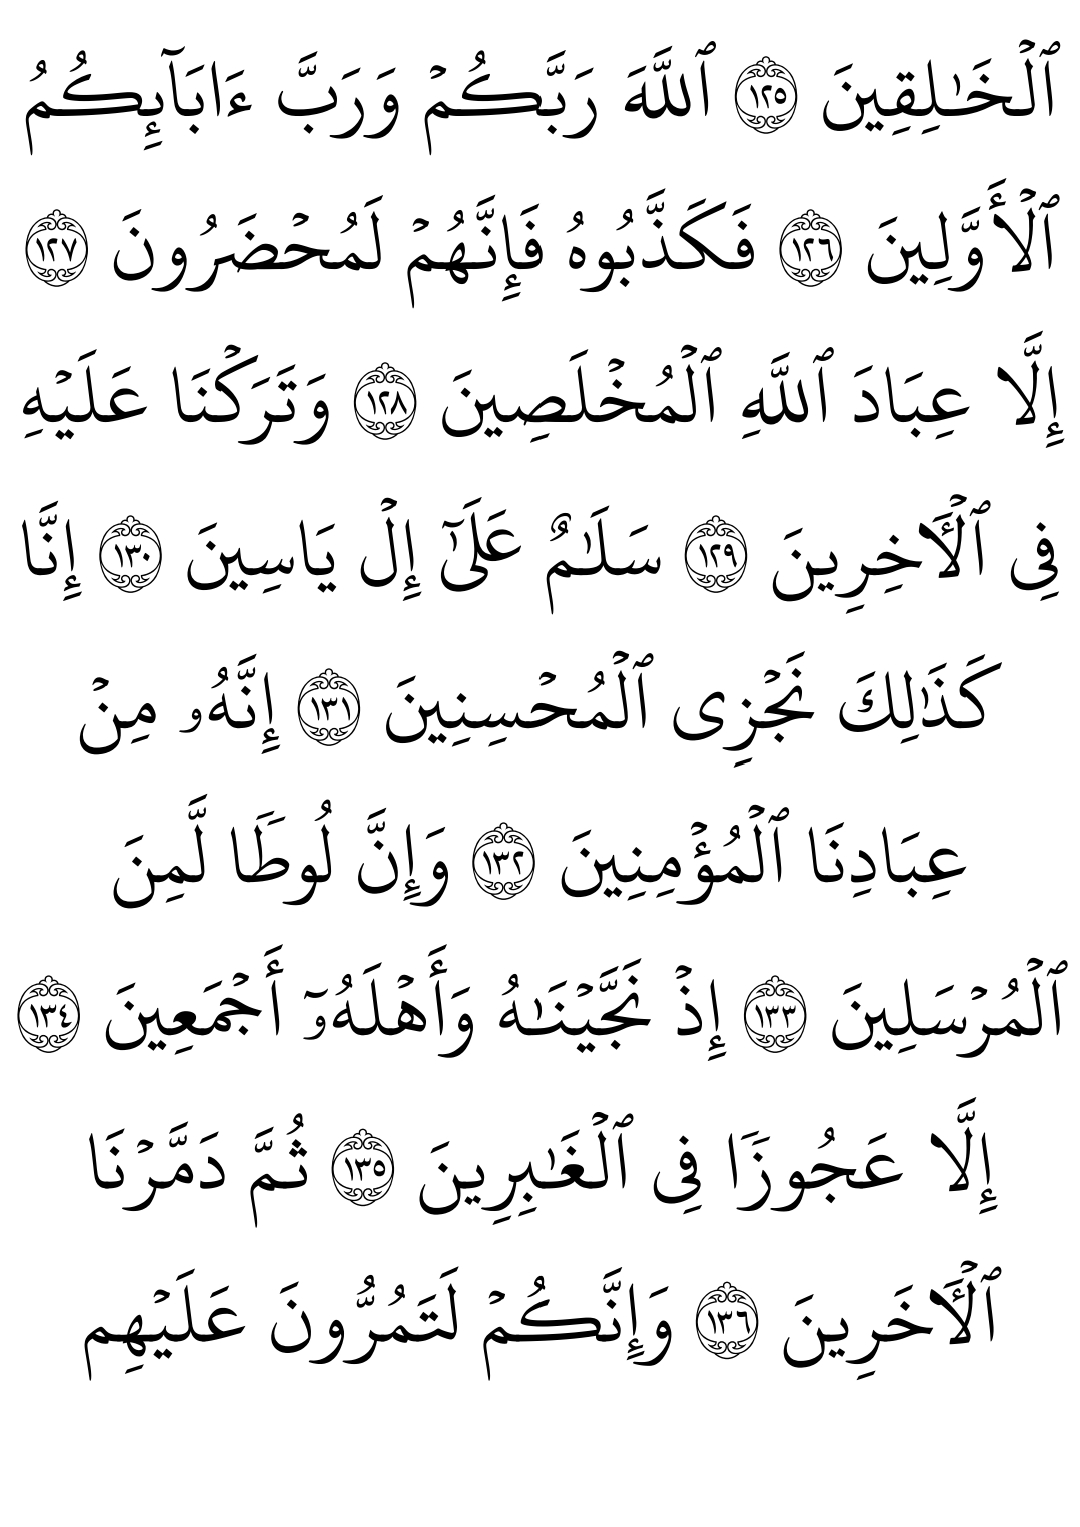 ٱلۡخَـٰلِقِينَ ١٢٥ ٱللَّهَ رَبَّكُمۡ وَرَبَّ ءَابَاۤىِٕكُمُ
ٱلۡأَوَّلِينَ ١٢٦ فَكَذَّبُوهُ فَإِنَّهُمۡ لَمُحۡضَرُونَ ١٢٧
إِلَّا عِبَادَ ٱللَّهِ ٱلۡمُخۡلَصِينَ ١٢٨ وَتَرَكۡنَا عَلَيۡهِ
فِی ٱلۡـَٔاخِرِينَ ١٢٩ سَلَـٰمٌ عَلَىٰۤ إِلۡ يَاسِينَ ١٣٠ إِنَّا
كَذَ ٰلِكَ نَجۡزِی ٱلۡمُحۡسِنِينَ ١٣١ إِنَّهُۥ مِنۡ
عِبَادِنَا ٱلۡمُؤۡمِنِينَ ١٣٢ وَإِنَّ لُوطࣰا لَّمِنَ
ٱلۡمُرۡسَلِينَ ١٣٣ إِذۡ نَجَّيۡنَـٰهُ وَأَهۡلَهُۥۤ أَجۡمَعِينَ ١٣٤
إِلَّا عَجُوزࣰا فِی ٱلۡغَـٰبِرِينَ ١٣٥ ثُمَّ دَمَّرۡنَا
ٱلۡـَٔاخَرِينَ ١٣٦ وَإِنَّكُمۡ لَتَمُرُّونَ عَلَيۡهِم